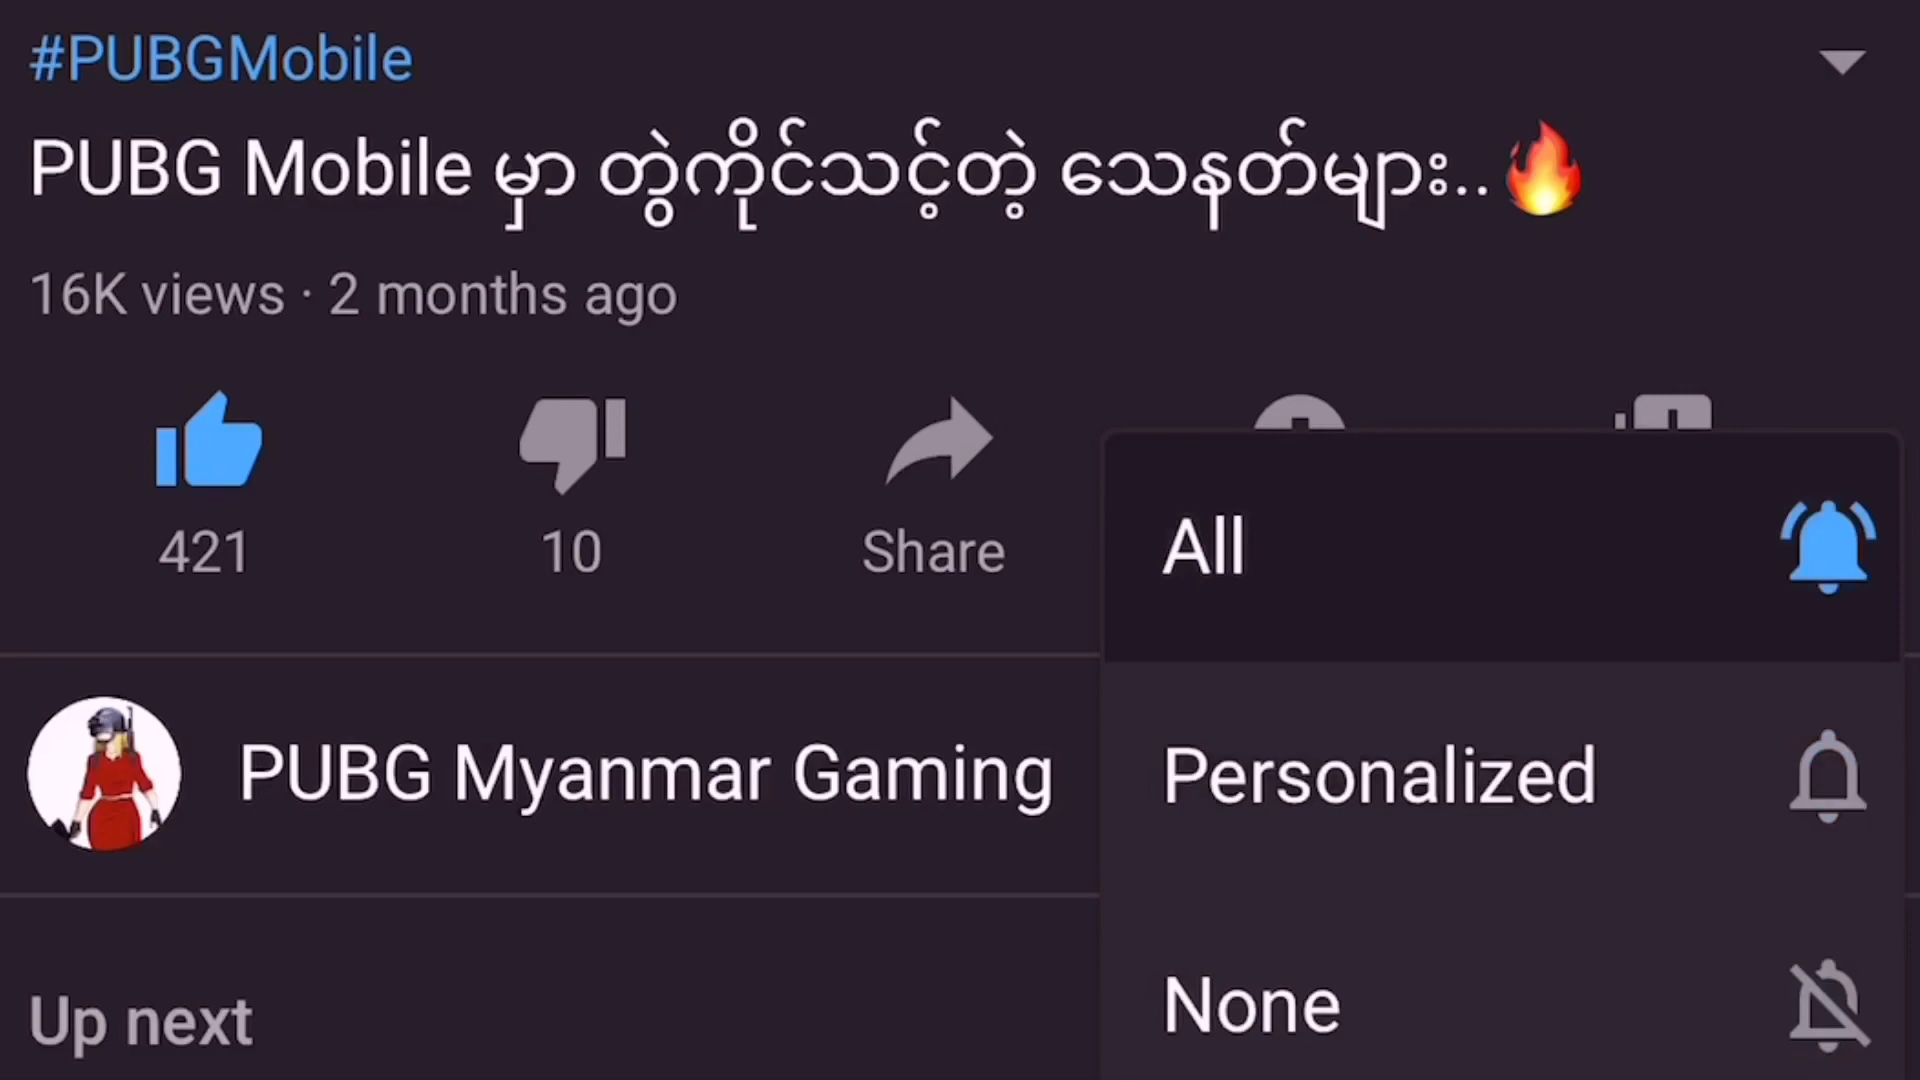 #PUBGMobile
PUBG Mobile မှာ တွဲကိုင်သင့်တဲ့ သေနတ်များ..🔥
16K views · 2 months ago
421
10
Share
All
PUBG Myanmar Gaming
Personalized
None
Up next